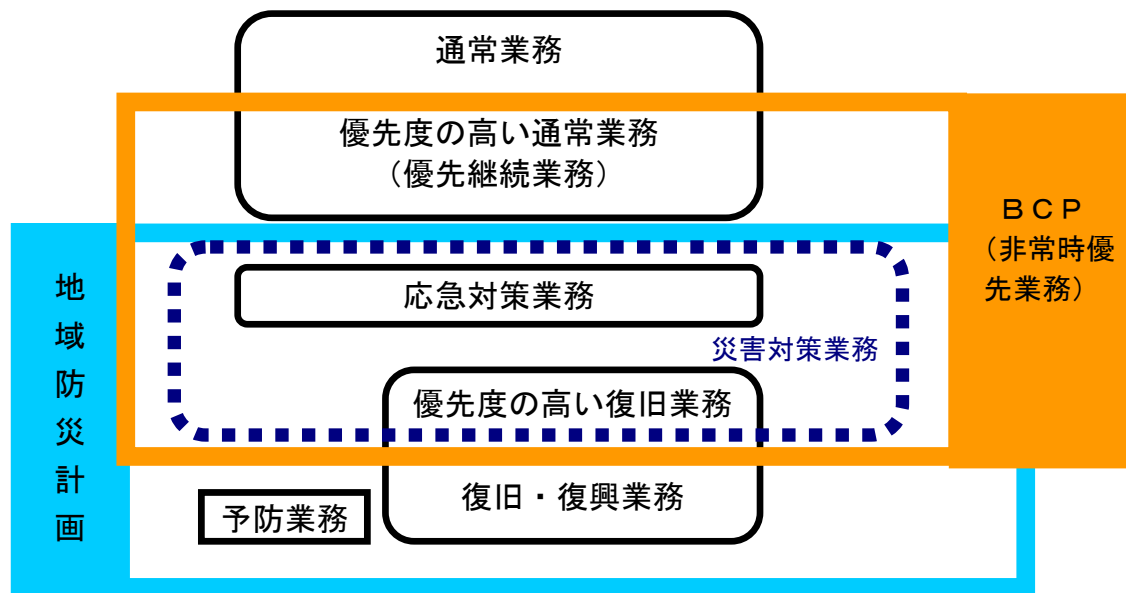 通常業務
優先度の高い通常業務
（優先継続業務）
ＢＣＰ
（非常時優
先業務）
地域防災計画
応急対策業務
災害対策業務
優先度の高い復旧業務
復旧・復興業務
予防業務